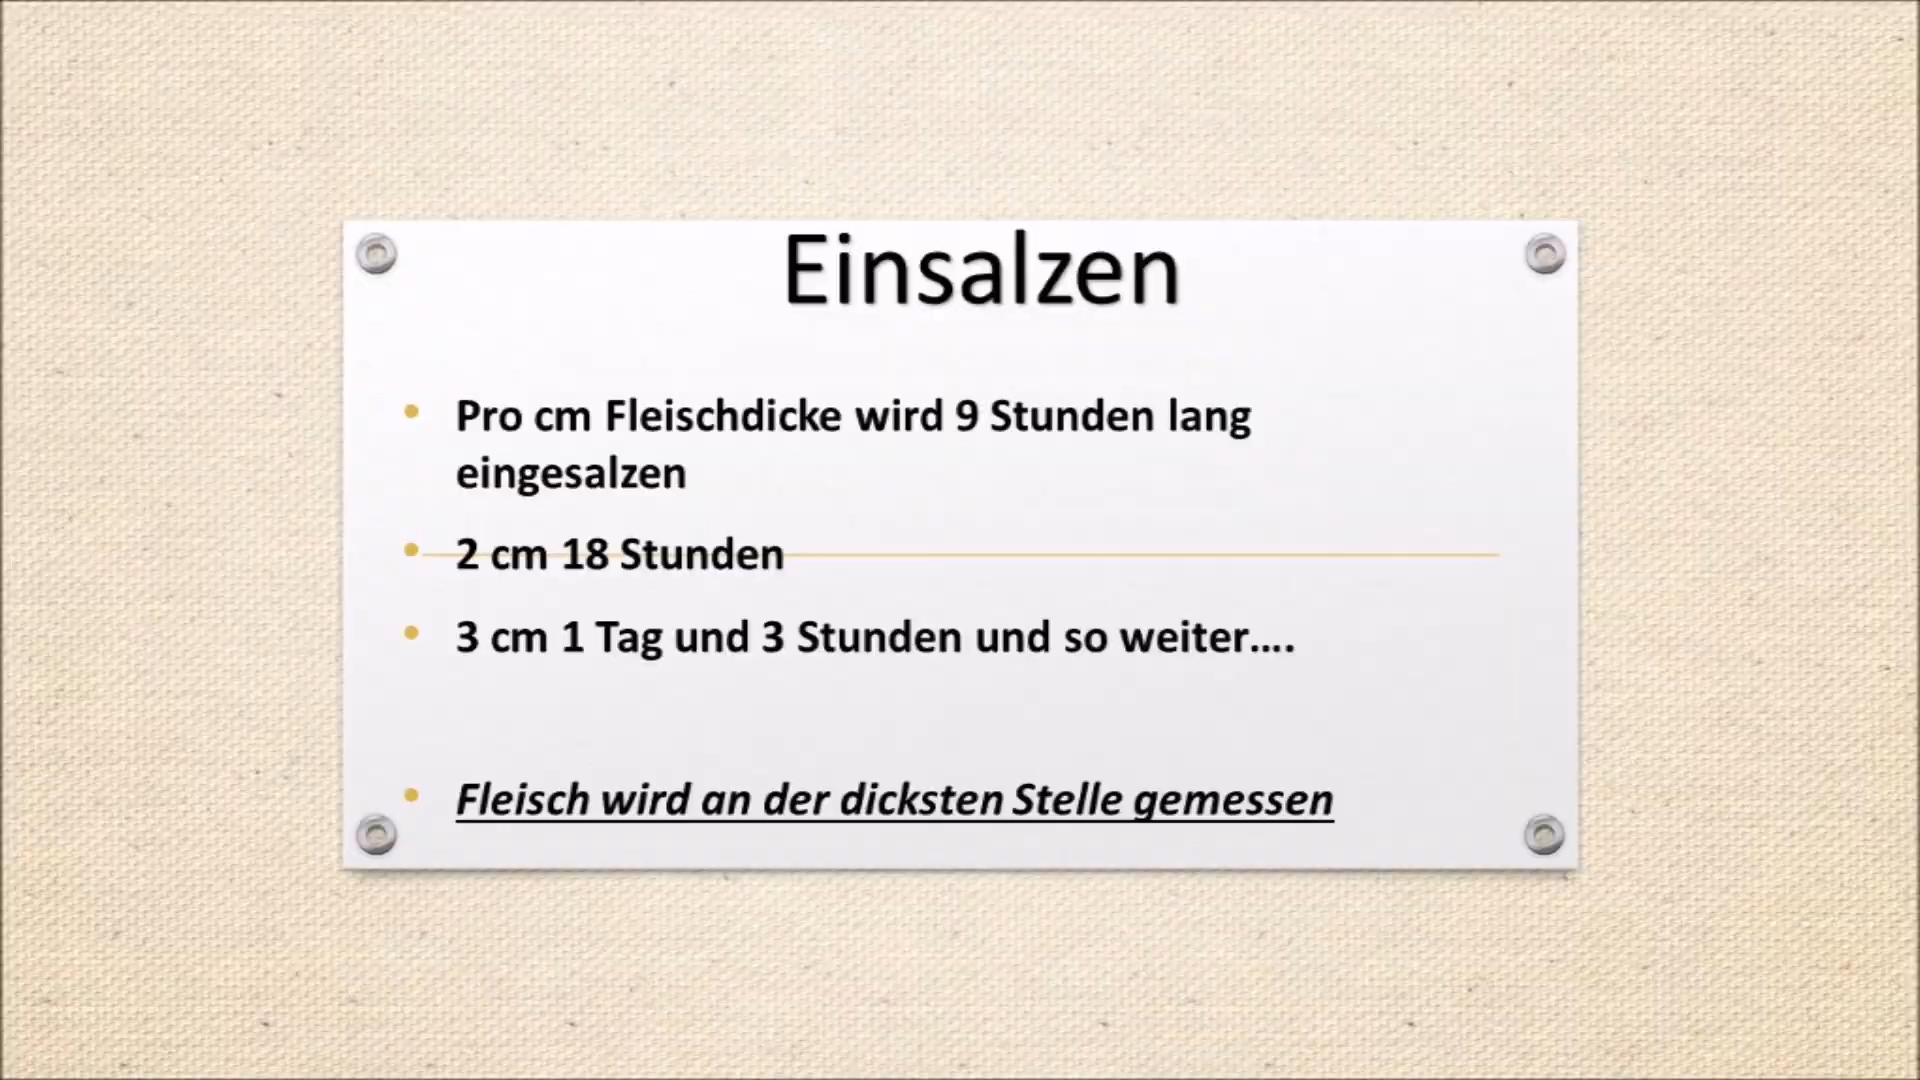 Einsalzen
Pro cm Fleischdicke wird 9 Stunden lang
eingesalzen
2 cm 18 Stunden
3 cm 1 Tag und 3 Stunden und so weiter....
Fleisch wird an der dicksten Stelle gemessen